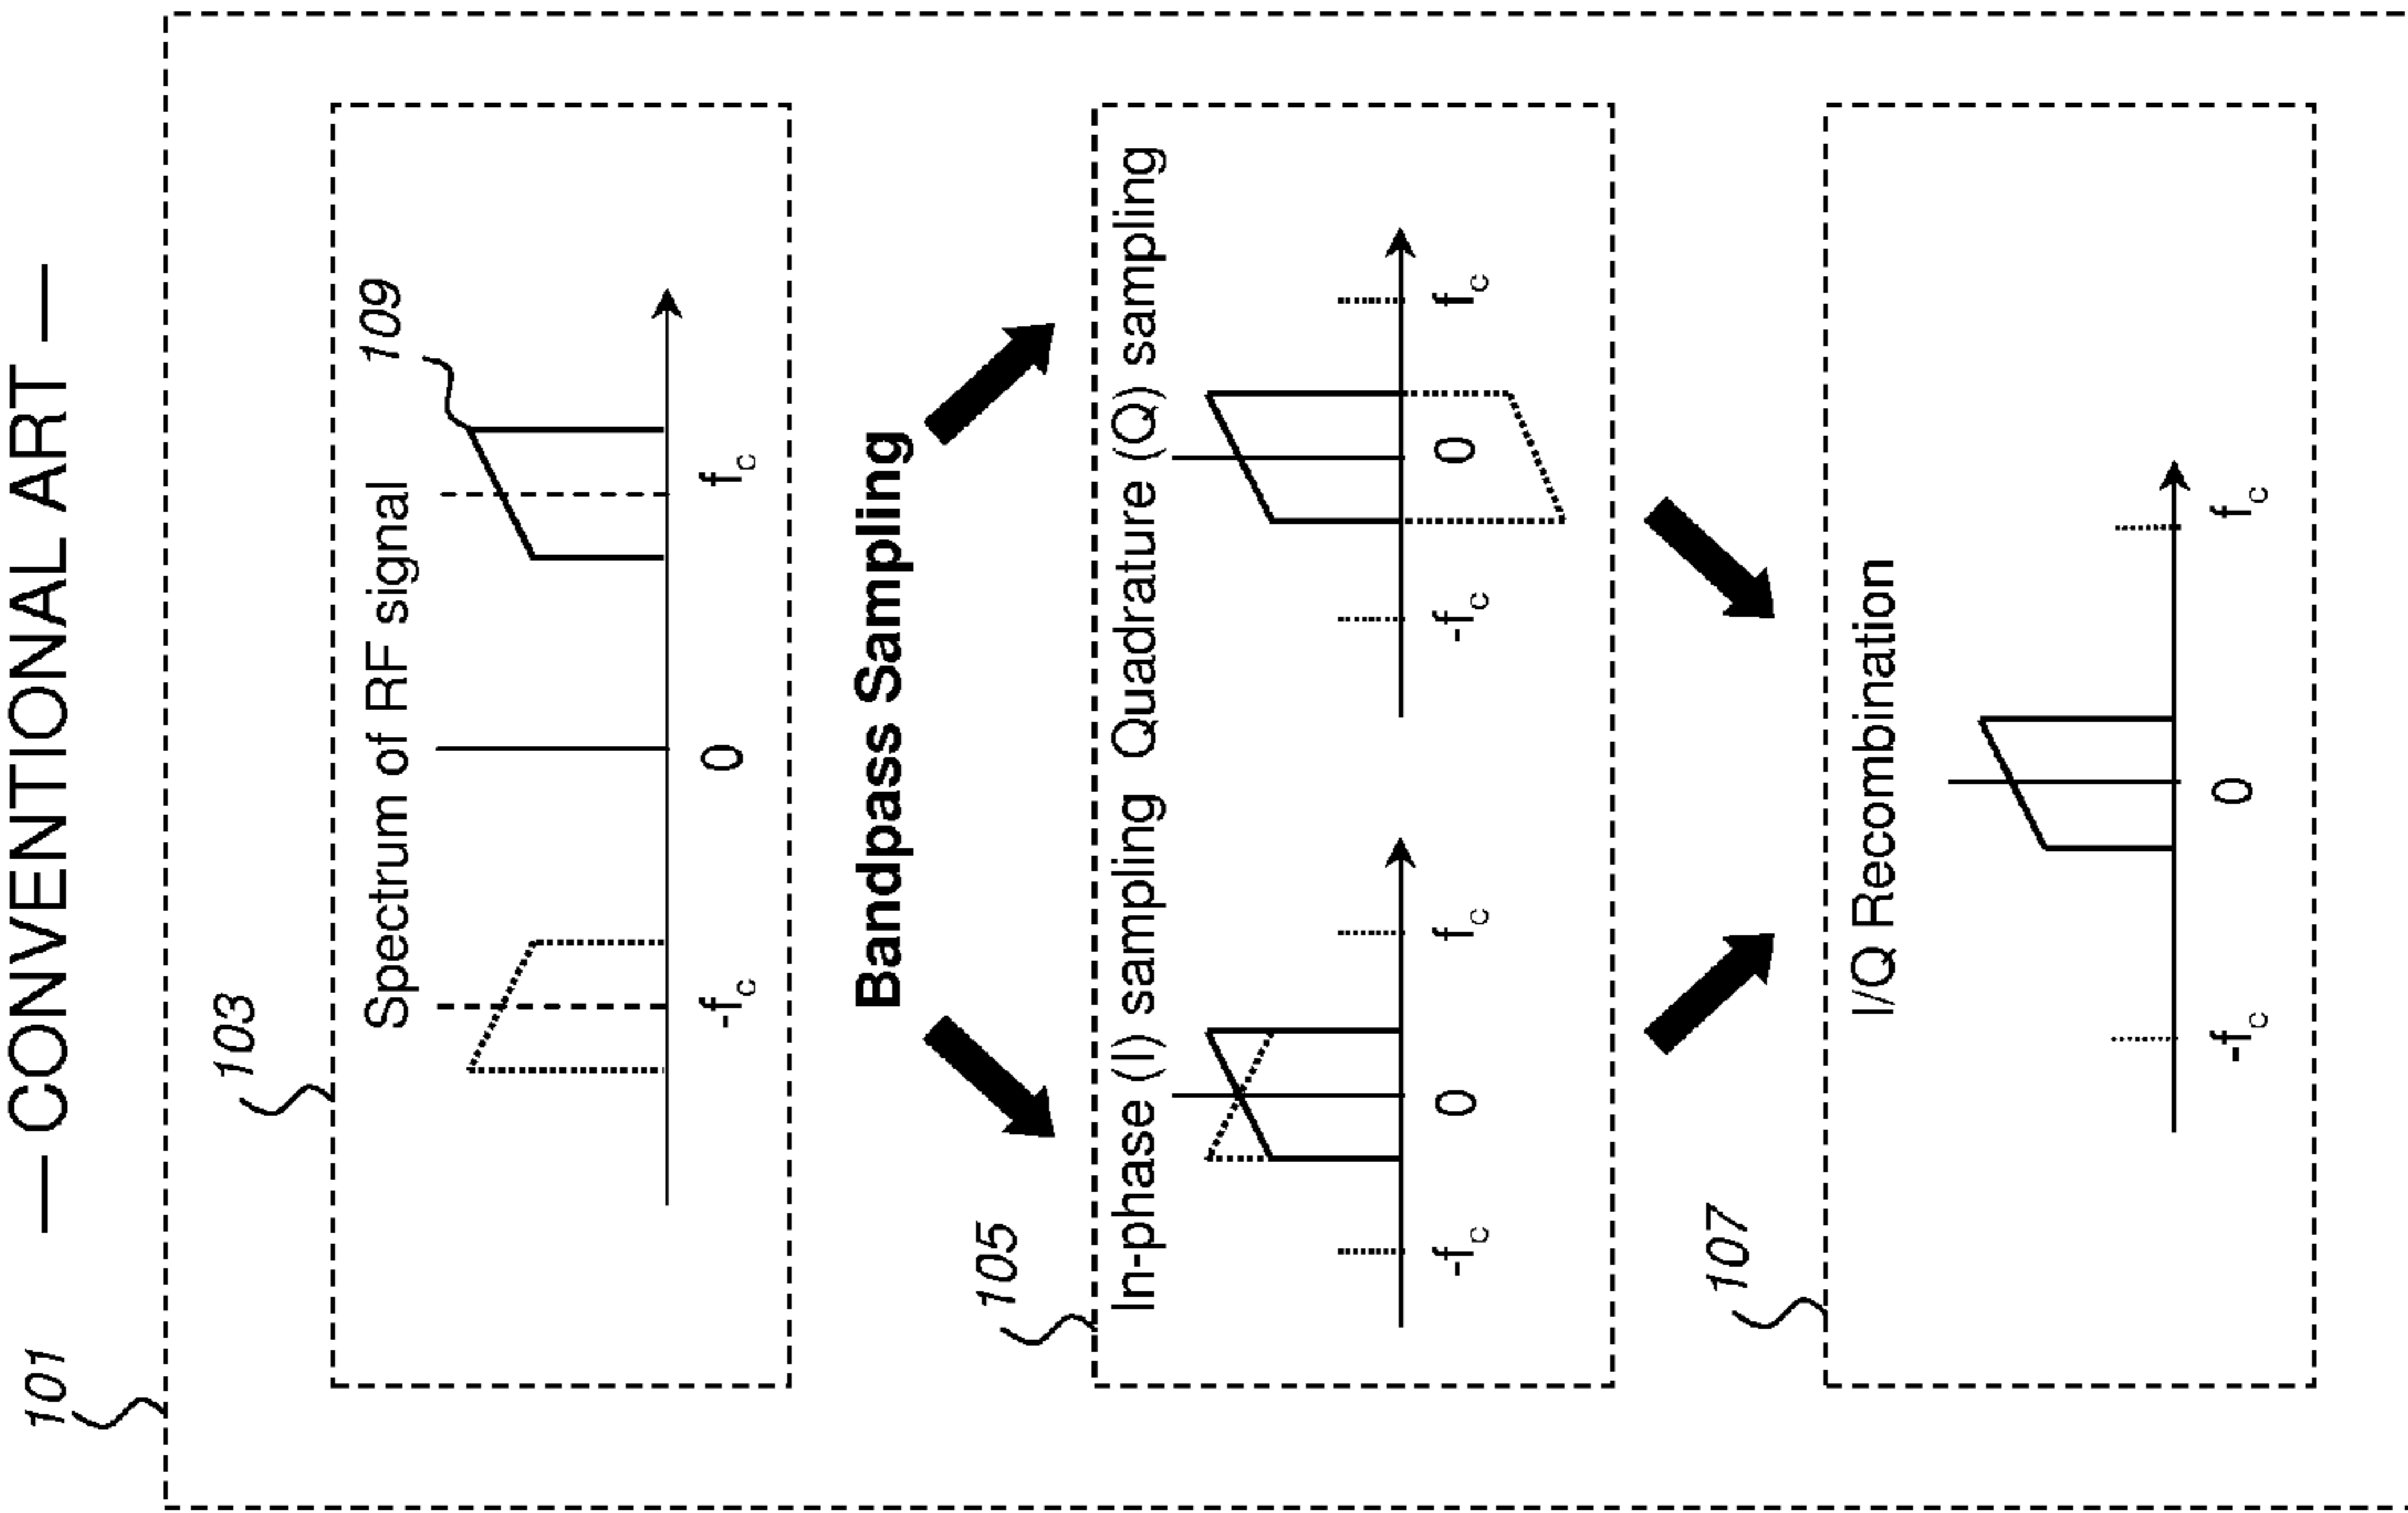 101
— CONVENTIONAL ART —
103
Spectrum of RF signal
109
-fc 0 fc
Bandpass Sampling
105
In-phase (I) sampling Quadrature (Q) sampling
-fc 0 fc -fc 0 fc
107
I/Q Recombination
-fc 0 fc